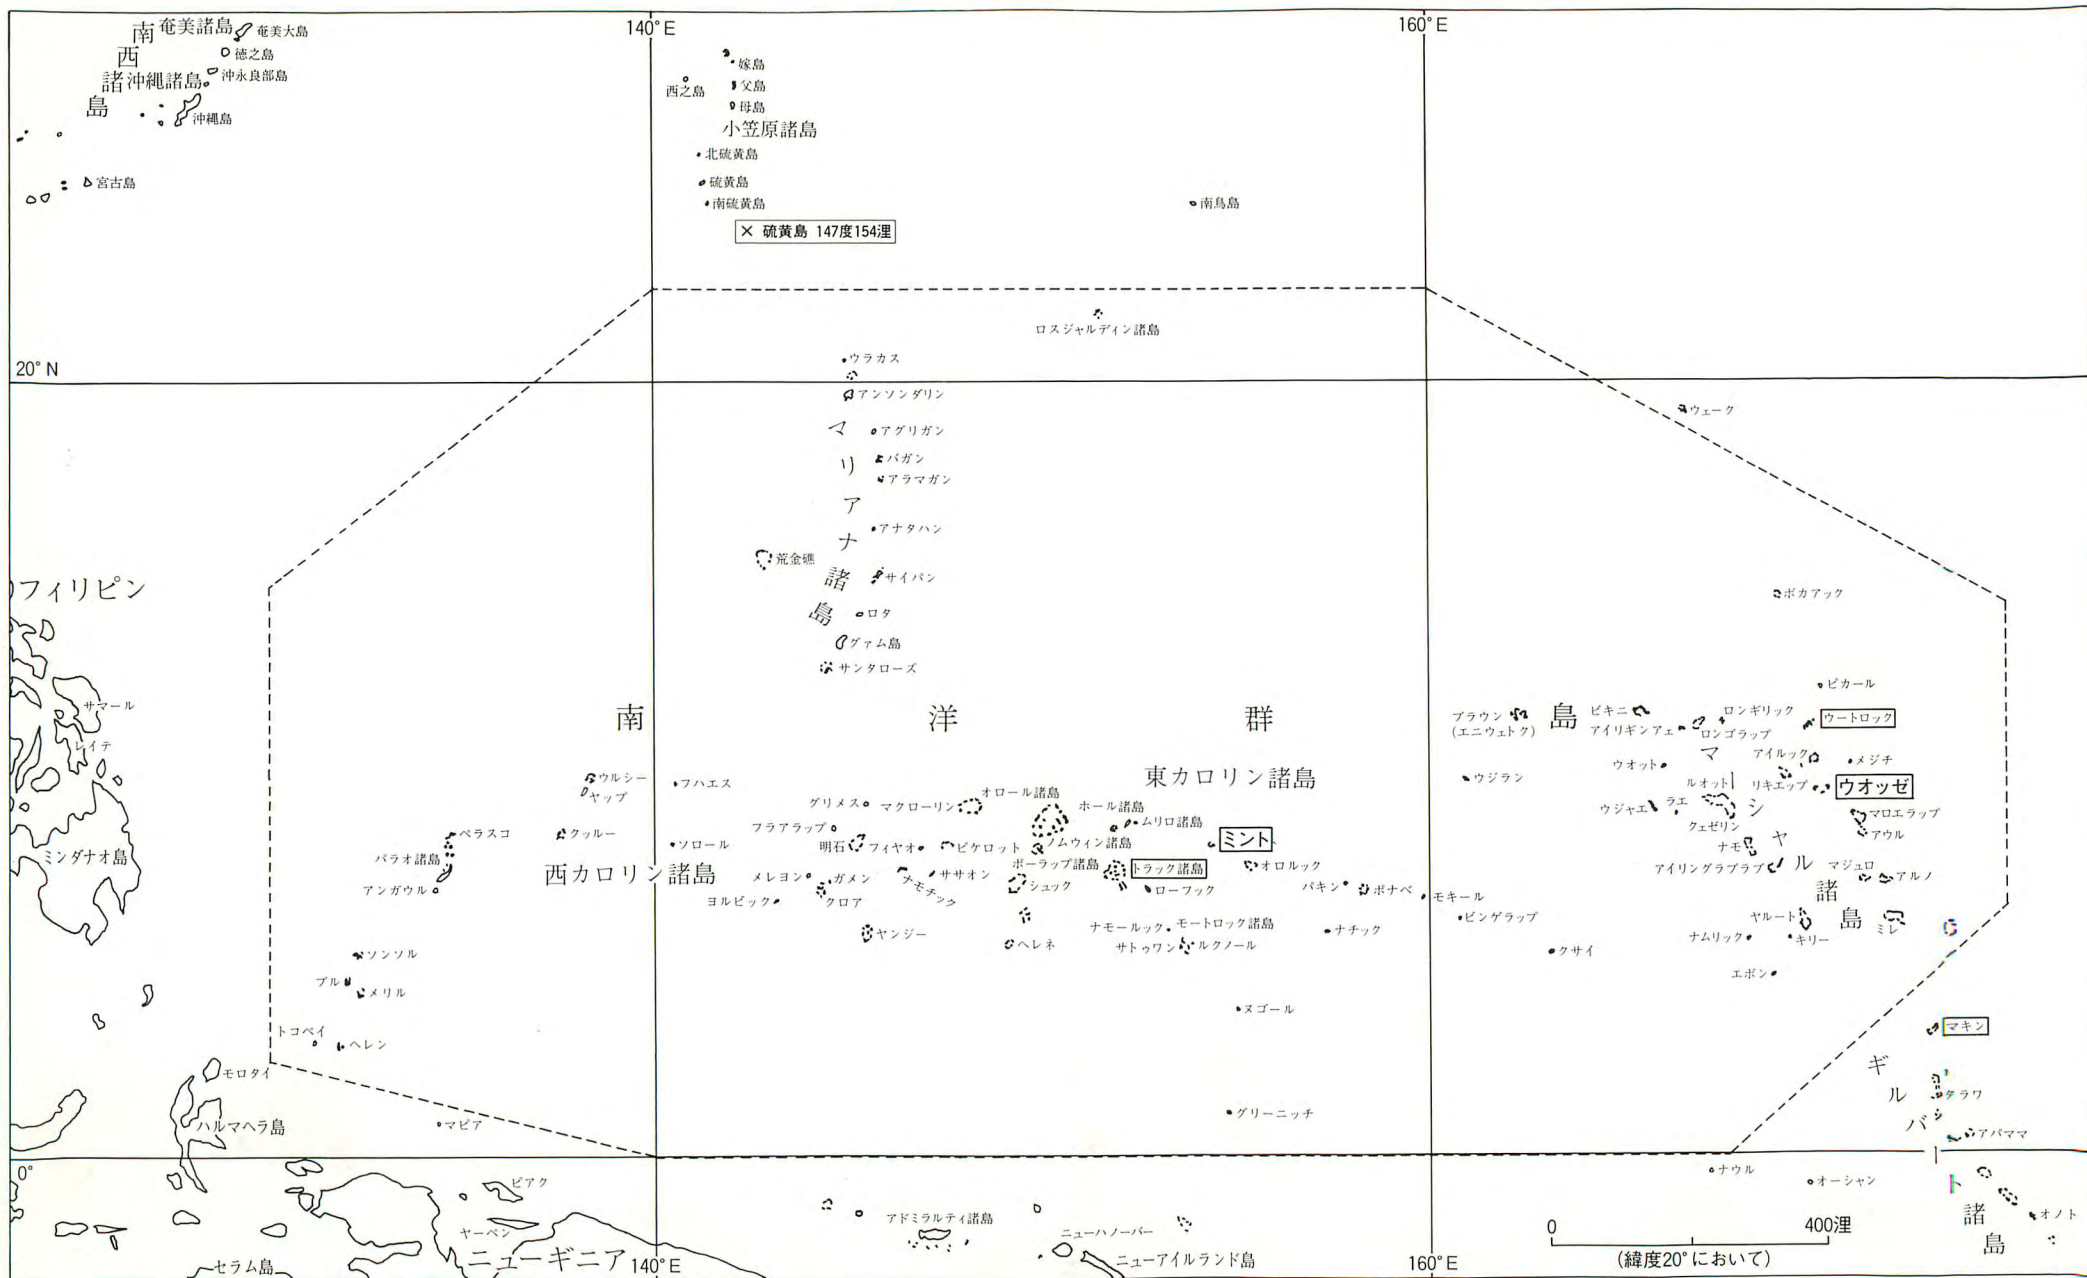 140°E
160°E
奄美諸島
奄美大島
徳之島
沖永良部島
南西諸島
沖縄諸島
沖縄島
宮古島
嫁島
西之島
父島
母島
小笠原諸島
北硫黄島
硫黄島
南硫黄島
南鳥島
× 硫黄島 147度154浬
ロスジャルディン諸島
20°N
ウラカス
アンソンダリン
アグリガン
パガン
アラマガン
アナタハン
荒金礁
サイパン
ロタ
グァム島
サンタローズ
マリアナ諸島
ウェーク
ボカアック
フィリピン
サマール
レイテ
ミンダナオ島
南洋群島
ビカール
ブラウン
(エニウェトク)
ビキニ
アイリギンアェ
ロンギリック
ロンゴラップ
ウートロック
アイルック
メジチ
ウオット
ウジラン
ルオット
リキエップ
ウオッゼ
ウジャエ
ラエ
クェゼリン
マロエラップ
アウル
ナモ
アイリングラプラプ
マジュロ
アルノ
ヤルート
ミレ
ナムリック
キリー
エボン
マーシャル諸島
東カロリン諸島
ウルシー
ヤップ
フハエス
グリメス
マクローリン
オロール諸島
ホール諸島
ムリロ諸島
ペラスコ
クッルー
ソロール
フラアラップ
明石
フィヤオ
ピケロット
ノムウィン諸島
ミント
パラオ諸島
西カロリン諸島
ポーラップ諸島
トラック諸島
オロルック
アンガウル
メレヨン
ガメン
ナモチック
ササオン
シュック
ローフック
パキン
ポナペ
モキール
ヨルビック
クロア
ヤンジー
ヘレネ
ナモールック
モートロック諸島
サトゥワン
ルクノール
ナチック
ピンゲラップ
クサイ
ソンソル
プル
メリル
トコベイ
ヘレン
ヌゴール
グリーニッチ
マキン
タラワ
アパママ
モロタイ
ハルマヘラ島
マピア
0°
ナウル
オーシャン
ギルバート諸島
オノト
ビアク
ヤーペン
ニューギニア
セラム島
アドミラルティ諸島
ニューハノーバー
ニューアイルランド島
140°E
160°E
0 400浬
(緯度20°において)